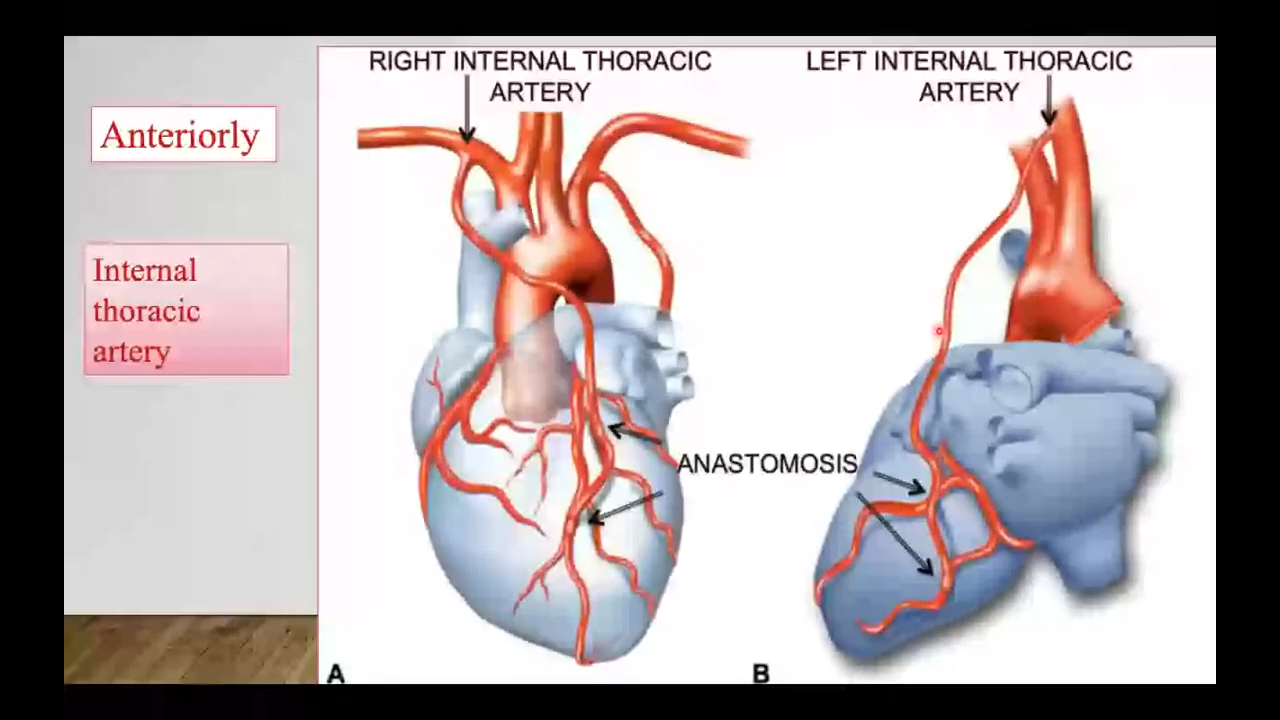 Anteriorly
Internal
thoracic
artery
RIGHT INTERNAL THORACIC
ARTERY
LEFT INTERNAL THORACIC
ARTERY
ANASTOMOSIS
A
B